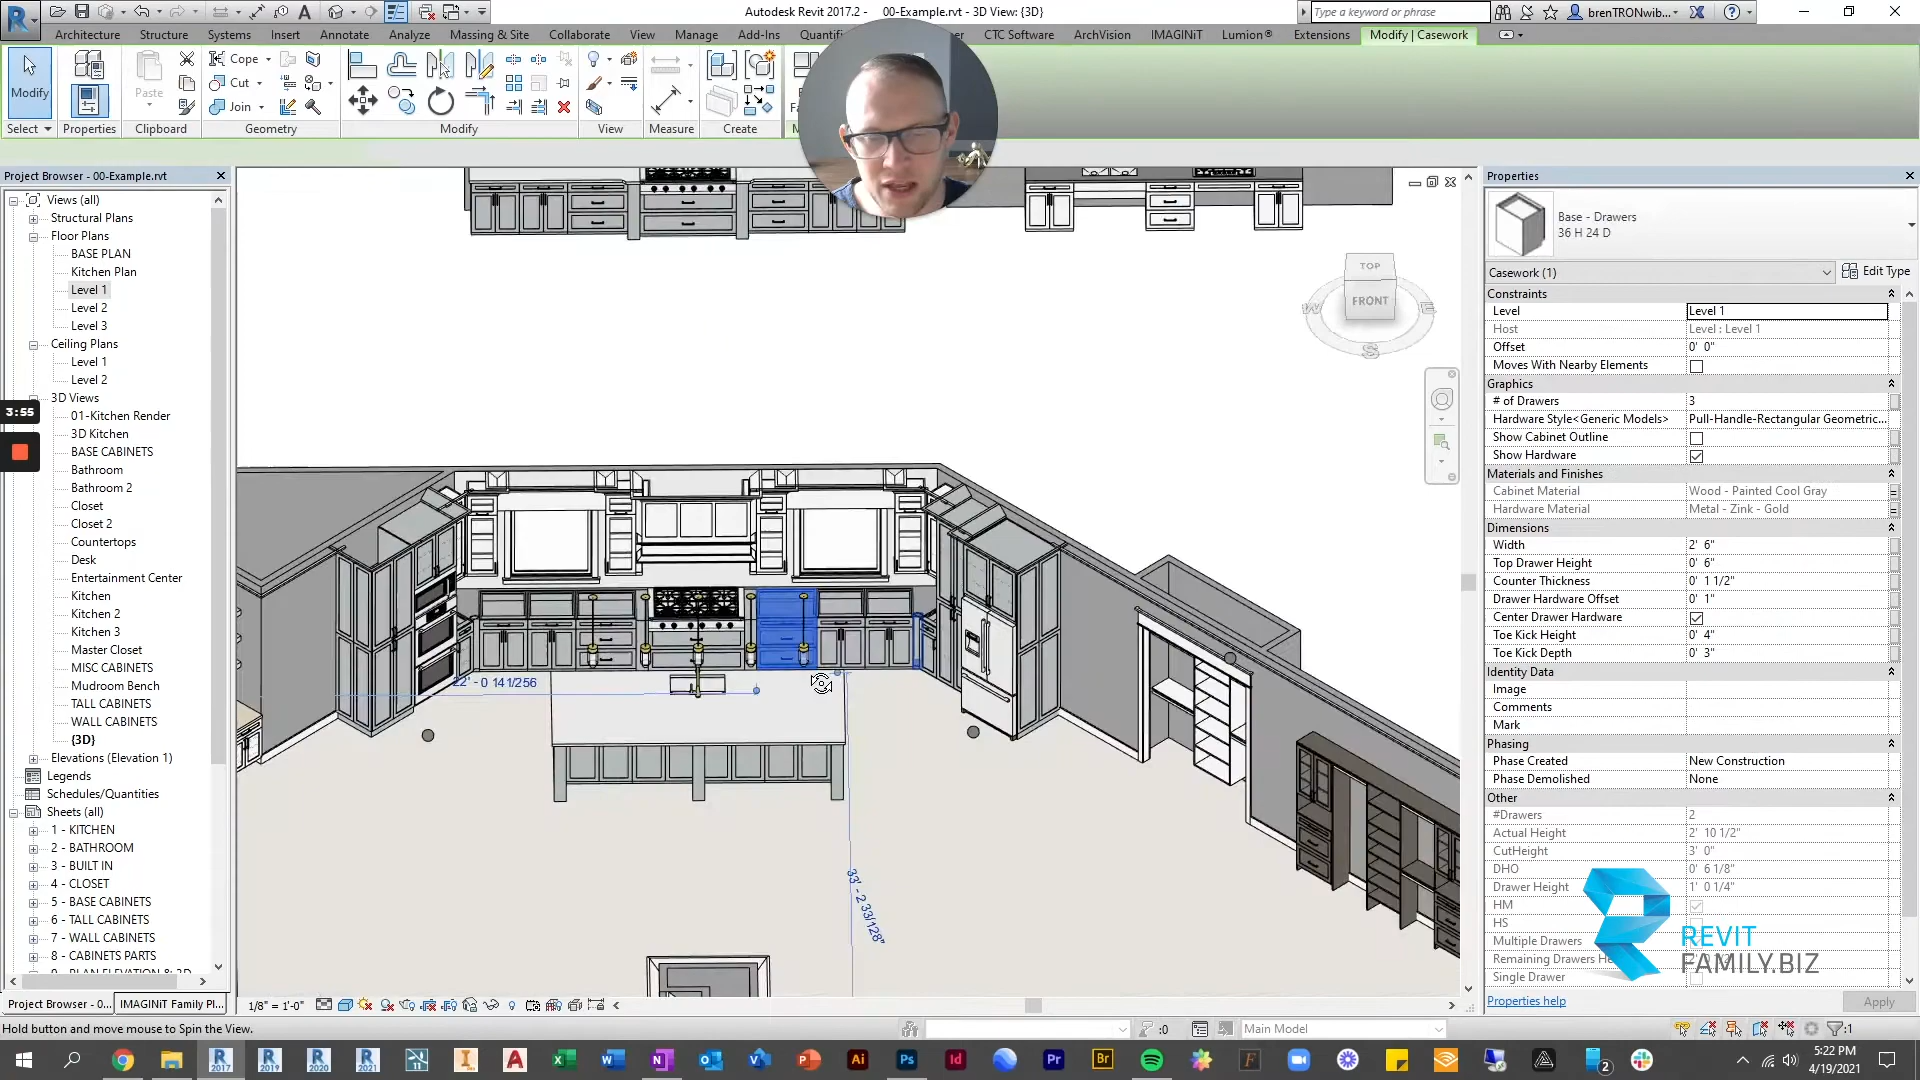 Autodesk Revit 2017.2 -    00-Example.rvt - 3D View: {3D}
Type a keyword or phrase
brenTRONwib...
Architecture
Structure
Systems
Insert
Annotate
Analyze
Massing & Site
Collaborate
View
Manage
Add-Ins
CTC Software
ArchVision
IMAGINiT
Lumion®
Extensions
Modify | Casework
Modify
Paste
Cope
Cut
Join
Select
Properties
Clipboard
Geometry
Modify
View
Measure
Create
Project Browser - 00-Example.rvt
Views (all)
Structural Plans
Floor Plans
BASE PLAN
Kitchen Plan
Level 1
Level 2
Level 3
Ceiling Plans
Level 1
Level 2
3D Views
01-Kitchen Render
3D Kitchen
BASE CABINETS
Bathroom
Bathroom 2
Closet
Closet 2
Countertops
Desk
Entertainment Center
Kitchen
Kitchen 2
Kitchen 3
Master Closet
MISC CABINETS
Mudroom Bench
TALL CABINETS
WALL CABINETS
{3D}
Elevations (Elevation 1)
Legends
Schedules/Quantities
Sheets (all)
1 - KITCHEN
2 - BATHROOM
3 - BUILT IN
4 - CLOSET
5 - BASE CABINETS
6 - TALL CABINETS
7 - WALL CABINETS
8 - CABINETS PARTS
Project Browser - 0...
IMAGINiT Family Pl...
3:55
TOP
FRONT
W
E
S
22' - 0 141/256
33' - 2 33/128"
Properties
Base - Drawers
36 H 24 D
Casework (1)
Edit Type
Constraints
Level Level 1
Host Level : Level 1
Offset 0' 0"
Moves With Nearby Elements
Graphics
# of Drawers 3
Hardware Style<Generic Models> Pull-Handle-Rectangular Geometric...
Show Cabinet Outline
Show Hardware
Materials and Finishes
Cabinet Material Wood - Painted Cool Gray
Hardware Material Metal - Zink - Gold
Dimensions
Width 2' 6"
Top Drawer Height 0' 6"
Counter Thickness 0' 1 1/2"
Drawer Hardware Offset 0' 1"
Center Drawer Hardware
Toe Kick Height 0' 4"
Toe Kick Depth 0' 3"
Identity Data
Image
Comments
Mark
Phasing
Phase Created New Construction
Phase Demolished None
Other
#Drawers 2
Actual Height 2' 10 1/2"
CutHeight 3' 0"
DHO 0' 6 1/8"
Drawer Height 1' 0 1/4"
HM
HS
Multiple Drawers
Remaining Drawers He
Single Drawer
Properties help
Apply
REVIT
FAMILY.BIZ
1/8" = 1'-0"
Hold button and move mouse to Spin the View.
:0
Main Model
:1
2017
2019
2020
2021
5:22 PM
4/19/2021